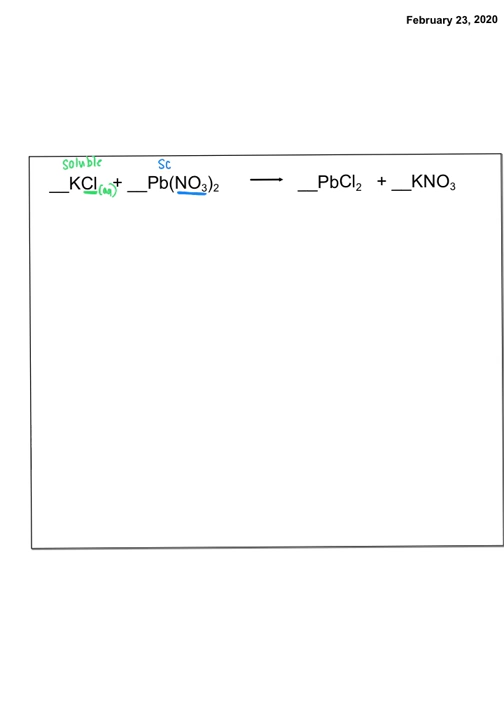 February 23, 2020
soluble sc
__KCl(aq) + __Pb(NO₃)₂ ⟶ __PbCl₂ + __KNO₃